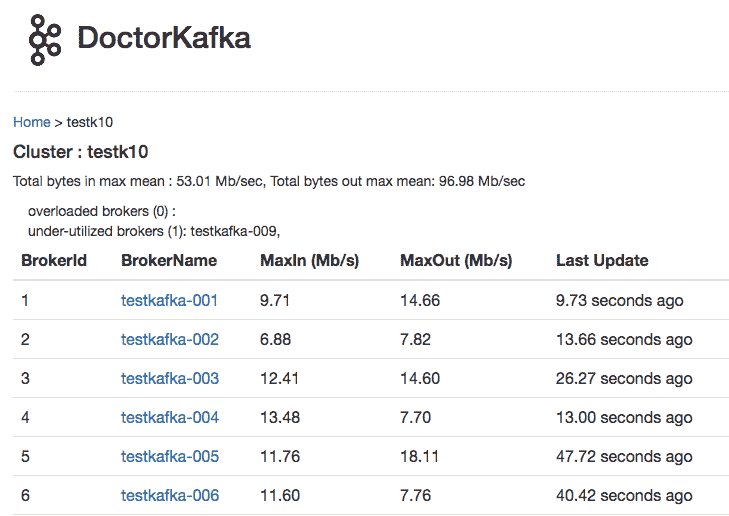 DoctorKafka
Home > testk10
Cluster : testk10
Total bytes in max mean : 53.01 Mb/sec, Total bytes out max mean: 96.98 Mb/sec
overloaded brokers (0) :
under-utilized brokers (1): testkafka-009,
BrokerId BrokerName MaxIn (Mb/s) MaxOut (Mb/s) Last Update
1 testkafka-001 9.71 14.66 9.73 seconds ago
2 testkafka-002 6.88 7.82 13.66 seconds ago
3 testkafka-003 12.41 14.60 26.27 seconds ago
4 testkafka-004 13.48 7.70 13.00 seconds ago
5 testkafka-005 11.76 18.11 47.72 seconds ago
6 testkafka-006 11.60 7.76 40.42 seconds ago